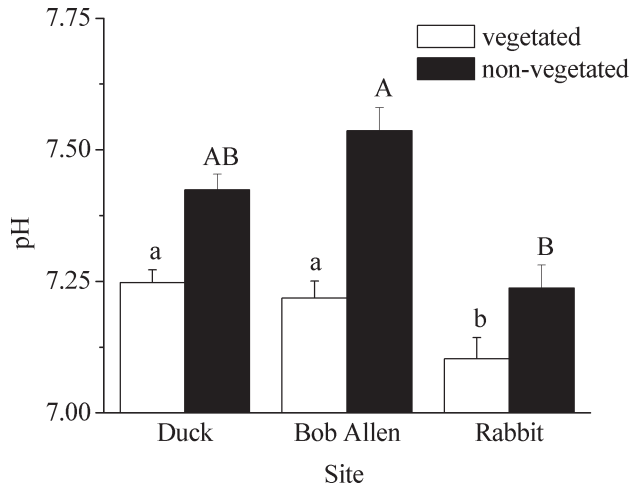 7.75
vegetated
non-vegetated
A
7.50
AB
pH
a
a
B
7.25
b
7.00
Duck
Bob Allen
Rabbit
Site